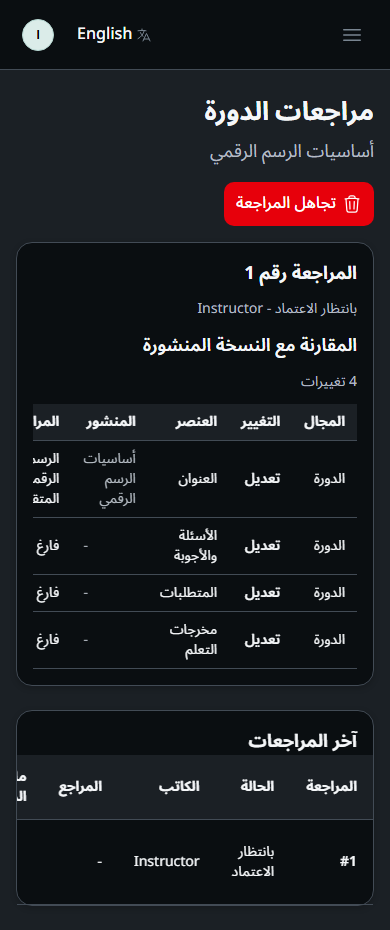 I English
مراجعات الدورة
أساسيات الرسم الرقمي
تجاهل المراجعة
المراجعة رقم 1
بانتظار الاعتماد - Instructor
المقارنة مع النسخة المنشورة
4 تغييرات
المجال التغيير العنصر المنشور
الدورة تعديل العنوان أساسيات الرسم الرقمي
الدورة تعديل الأسئلة والأجوبة - فارغ
الدورة تعديل المتطلبات - فارغ
الدورة تعديل مخرجات التعلم - فارغ
آخر المراجعات
المراجعة الحالة الكاتب المراجع
#1 بانتظار الاعتماد Instructor -